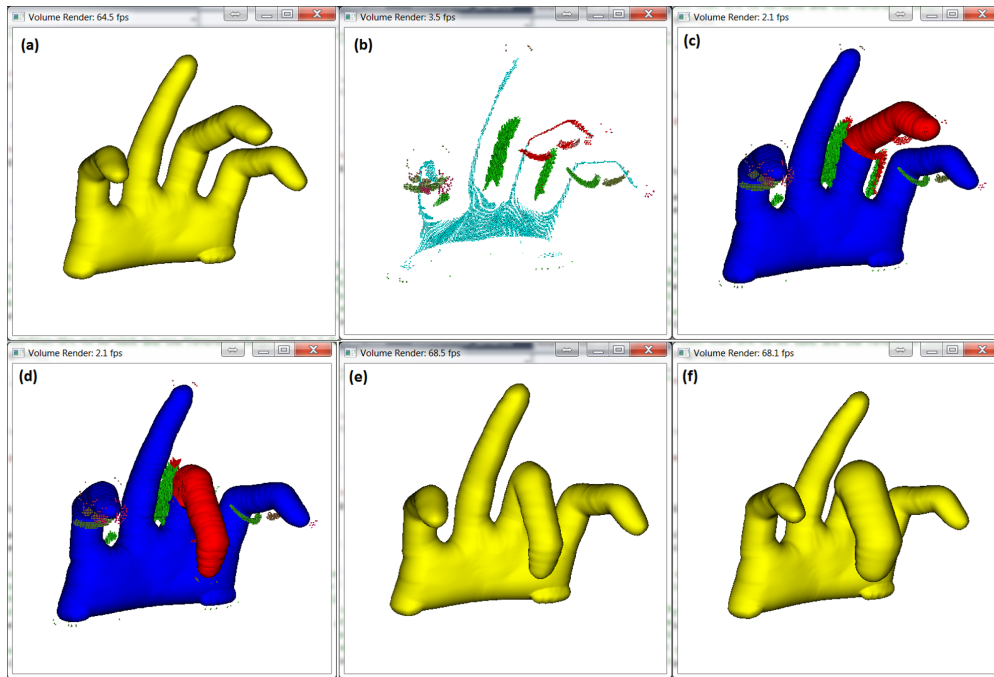 Volume Render: 64.5 fps
(a)
Volume Render: 3.5 fps
(b)
Volume Render: 2.1 fps
(c)
Volume Render: 2.1 fps
(d)
Volume Render: 68.5 fps
(e)
Volume Render: 68.1 fps
(f)